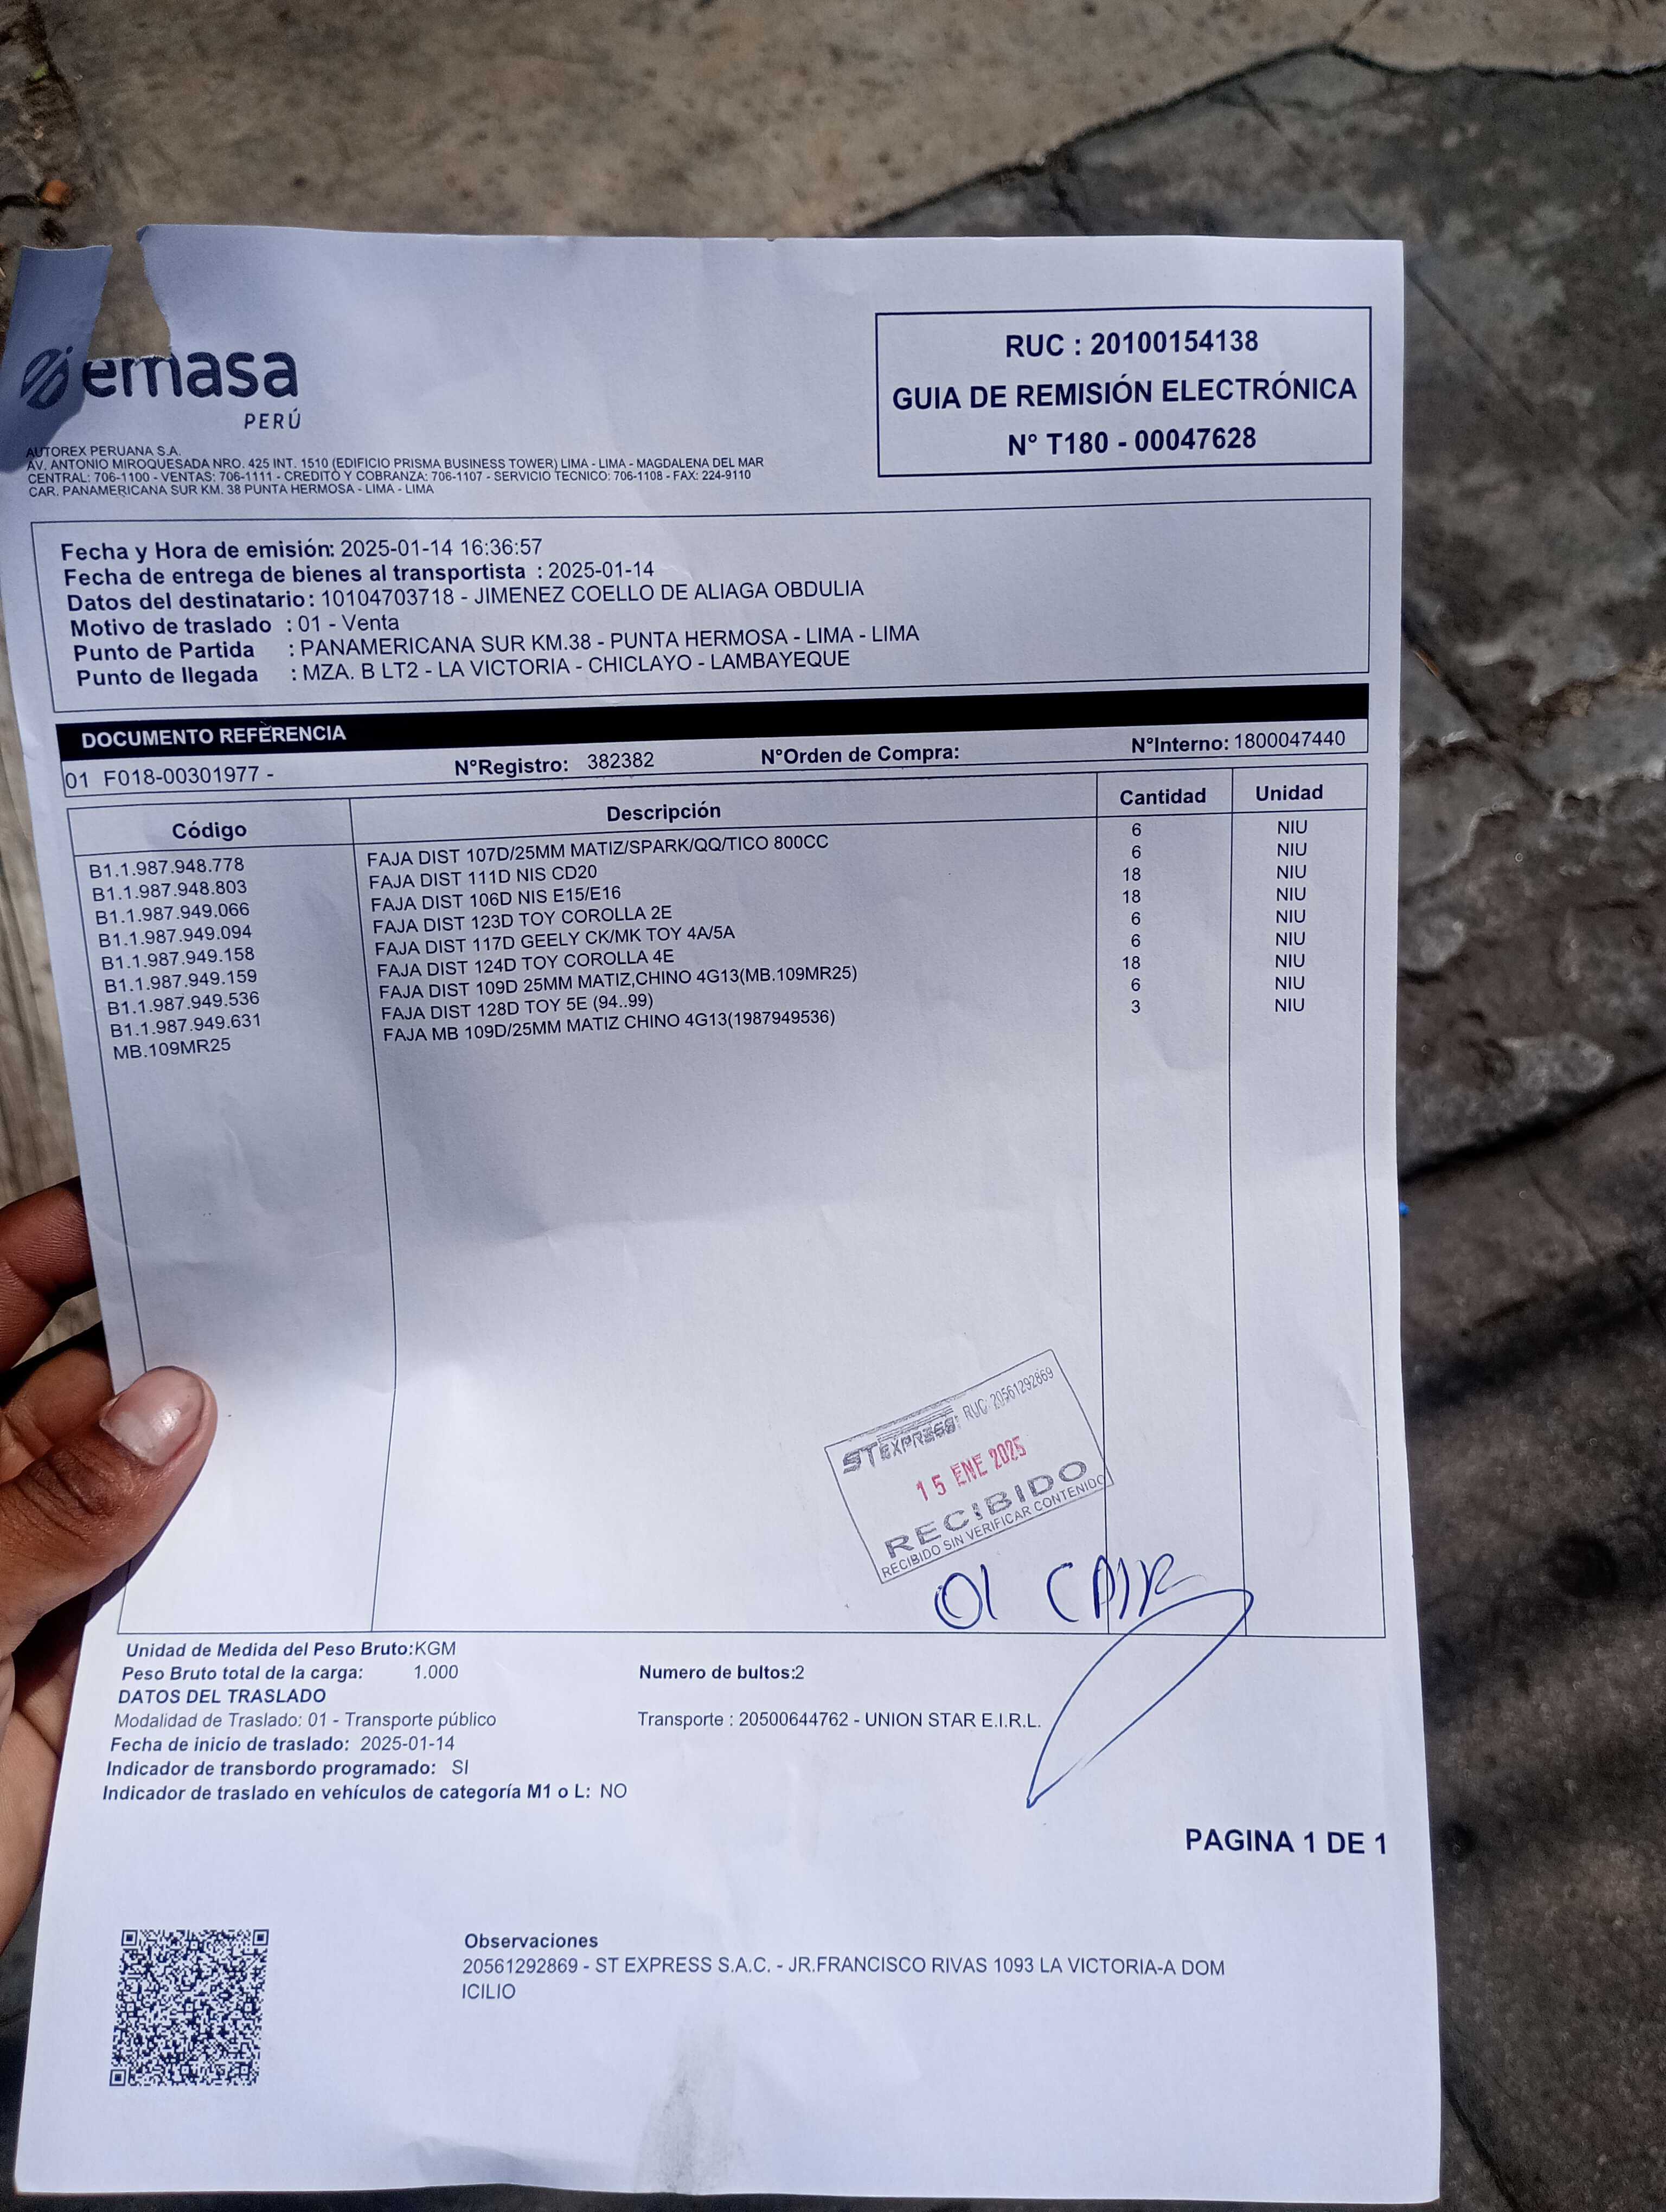 emasa
PERÚ
RUC : 20100154138
GUIA DE REMISIÓN ELECTRÓNICA
N° T180 - 00047628
AUTOREX PERUANA S.A.
AV. ANTONIO MIROQUESADA NRO. 425 INT. 1510 (EDIFICIO PRISMA BUSINESS TOWER) LIMA - LIMA - MAGDALENA DEL MAR
CENTRAL: 706-1100 - VENTAS: 706-1111 - CREDITO Y COBRANZA: 706-1107 - SERVICIO TECNICO: 706-1108 - FAX: 224-9110
CAR. PANAMERICANA SUR KM. 38 PUNTA HERMOSA - LIMA - LIMA
Fecha y Hora de emisión: 2025-01-14 16:36:57
Fecha de entrega de bienes al transportista : 2025-01-14
Datos del destinatario: 10104703718 - JIMENEZ COELLO DE ALIAGA OBDULIA
Motivo de traslado : 01 - Venta
Punto de Partida : PANAMERICANA SUR KM.38 - PUNTA HERMOSA - LIMA - LIMA
Punto de llegada : MZA. B LT2 - LA VICTORIA - CHICLAYO - LAMBAYEQUE
DOCUMENTO REFERENCIA
01 F018-00301977 - N°Registro: 382382 N°Orden de Compra: N°Interno: 1800047440
Código Descripción Cantidad Unidad
B1.1.987.948.778 FAJA DIST 107D/25MM MATIZ/SPARK/QQ/TICO 800CC 6 NIU
B1.1.987.948.803 FAJA DIST 111D NIS CD20 6 NIU
B1.1.987.949.066 FAJA DIST 106D NIS E15/E16 18 NIU
B1.1.987.949.094 FAJA DIST 123D TOY COROLLA 2E 18 NIU
B1.1.987.949.158 FAJA DIST 117D GEELY CK/MK TOY 4A/5A 6 NIU
B1.1.987.949.159 FAJA DIST 124D TOY COROLLA 4E 6 NIU
B1.1.987.949.536 FAJA DIST 109D 25MM MATIZ,CHINO 4G13(MB.109MR25) 18 NIU
B1.1.987.949.631 FAJA DIST 128D TOY 5E (94..99) 6 NIU
MB.109MR25 FAJA MB 109D/25MM MATIZ CHINO 4G13(1987949536) 3 NIU
ST EXPRESS RUC: 20561292869
15 ENE 2025
RECIBIDO
RECIBIDO SIN VERIFICAR CONTENIDO
01
Unidad de Medida del Peso Bruto:KGM
Peso Bruto total de la carga: 1.000 Numero de bultos:2
DATOS DEL TRASLADO
Modalidad de Traslado: 01 - Transporte público Transporte : 20500644762 - UNION STAR E.I.R.L.
Fecha de inicio de traslado: 2025-01-14
Indicador de transbordo programado: SI
Indicador de traslado en vehículos de categoría M1 o L: NO
PAGINA 1 DE 1
Observaciones
20561292869 - ST EXPRESS S.A.C. - JR.FRANCISCO RIVAS 1093 LA VICTORIA-A DOM
ICILIO